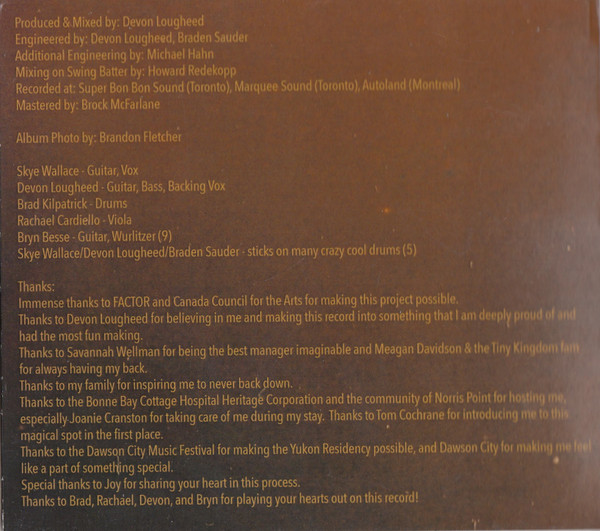 Produced & Mixed by: Devon Lougheed
Engineered by: Devon Lougheed, Braden Sauder
Additional Engineering by: Michael Hahn
Mixing on Swing Batter by: Howard Redekopp
Recorded at: Super Bon Bon Sound (Toronto), Marquee Sound (Toronto), Autoland (Montreal)
Mastered by: Brock McFarlane
Album Photo by: Brandon Fletcher
Skye Wallace - Guitar, Vox
Devon Lougheed - Guitar, Bass, Backing Vox
Brad Kilpatrick - Drums
Rachael Cardiello - Viola
Bryn Besse - Guitar, Wurlitzer (9)
Skye Wallace/Devon Lougheed/Braden Sauder - sticks on many crazy cool drums (5)
Thanks:
Immense thanks to FACTOR and Canada Council for the Arts for making this project possible.
Thanks to Devon Lougheed for believing in me and making this record into something that I am deeply proud of and
had the most fun making.
Thanks to Savannah Wellman for being the best manager imaginable and Meagan Davidson & the Tiny Kingdom fam
for always having my back.
Thanks to my family for inspiring me to never back down.
Thanks to the Bonne Bay Cottage Hospital Heritage Corporation and the community of Norris Point for hosting me,
especially Joanie Cranston for taking care of me during my stay. Thanks to Tom Cochrane for introducing me to this
magical spot in the first place.
Thanks to the Dawson City Music Festival for making the Yukon Residency possible, and Dawson City for making me feel
like a part of something special.
Special thanks to Joy for sharing your heart in this process.
Thanks to Brad, Rachael, Devon, and Bryn for playing your hearts out on this record!